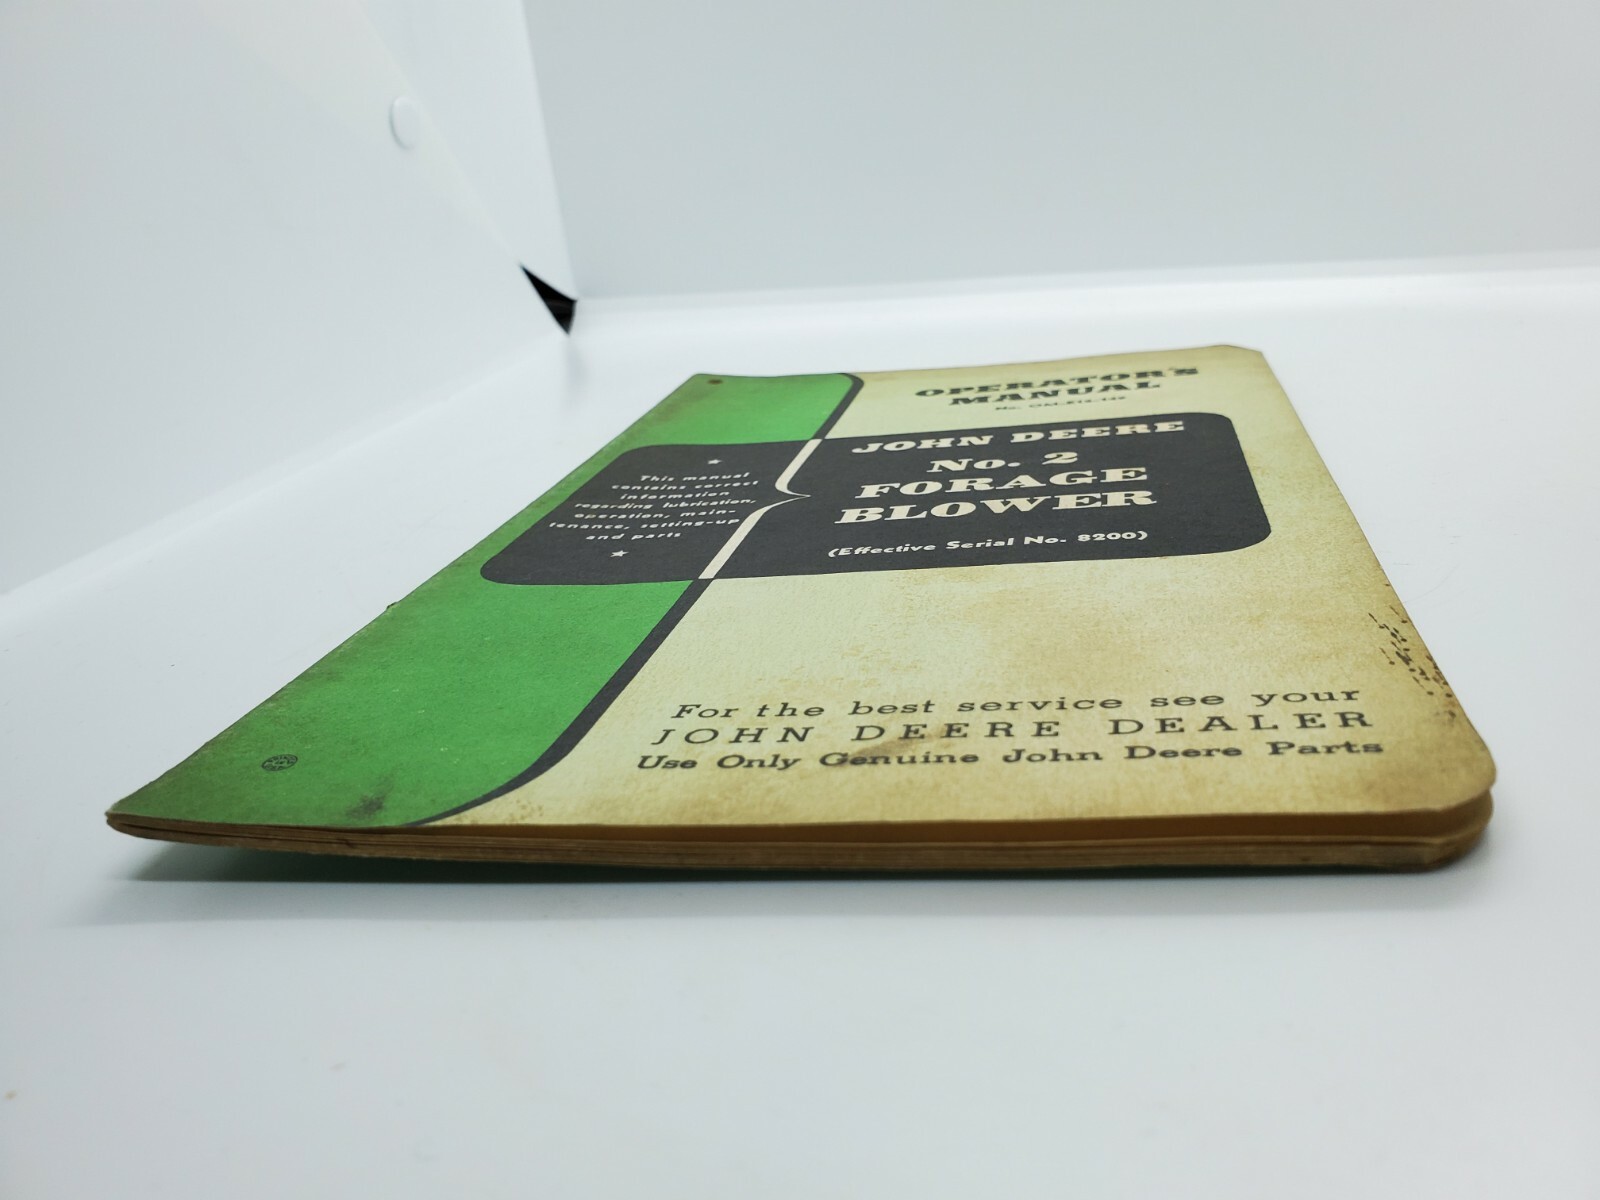 OPERATOR'S
MANUAL
No.
JOHN DEERE
No. 2
FORAGE
BLOWER
(Effective Serial No. 8200)
★
This manual
contains correct
information
regarding lubrication,
operation, main-
tenance, setting-up
and parts
★
For the best service see your
JOHN DEERE DEALER
Use Only Genuine John Deere Parts